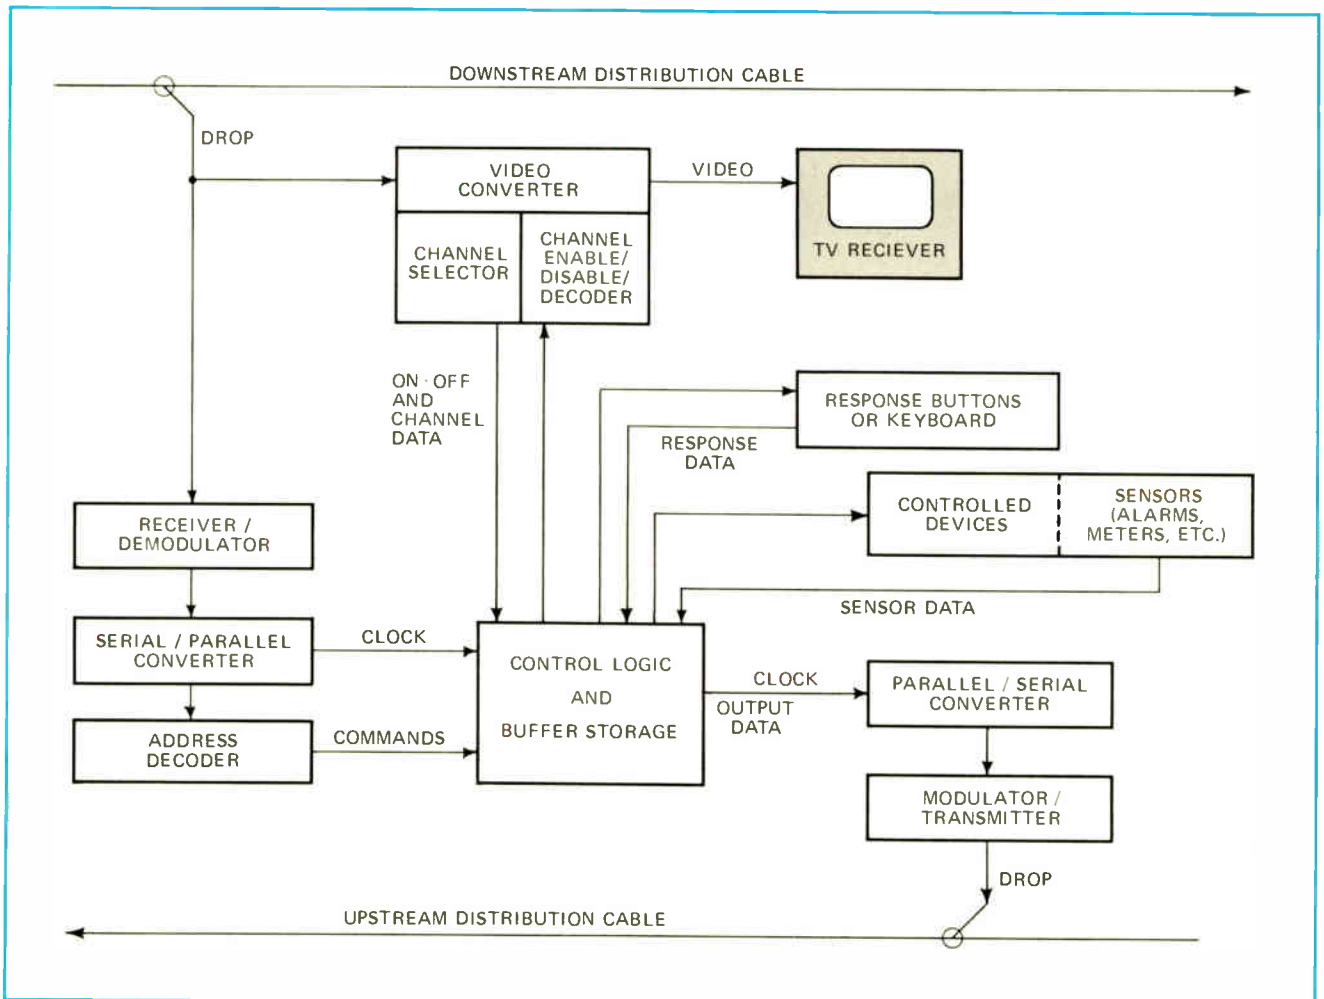 DOWNSTREAM DISTRIBUTION CABLE
DROP
VIDEO
CONVERTER
VIDEO
CHANNEL
SELECTOR
CHANNEL
ENABLE/
DISABLE/
DECODER
TV RECIEVER
ON-OFF
AND
CHANNEL
DATA
RESPONSE BUTTONS
OR KEYBOARD
RESPONSE
DATA
CONTROLLED
DEVICES
SENSORS
(ALARMS,
METERS, ETC.)
SENSOR DATA
RECEIVER /
DEMODULATOR
SERIAL / PARALLEL
CONVERTER
CLOCK
ADDRESS
DECODER
COMMANDS
CONTROL LOGIC
AND
BUFFER STORAGE
CLOCK
OUTPUT
DATA
PARALLEL / SERIAL
CONVERTER
MODULATOR /
TRANSMITTER
DROP
UPSTREAM DISTRIBUTION CABLE